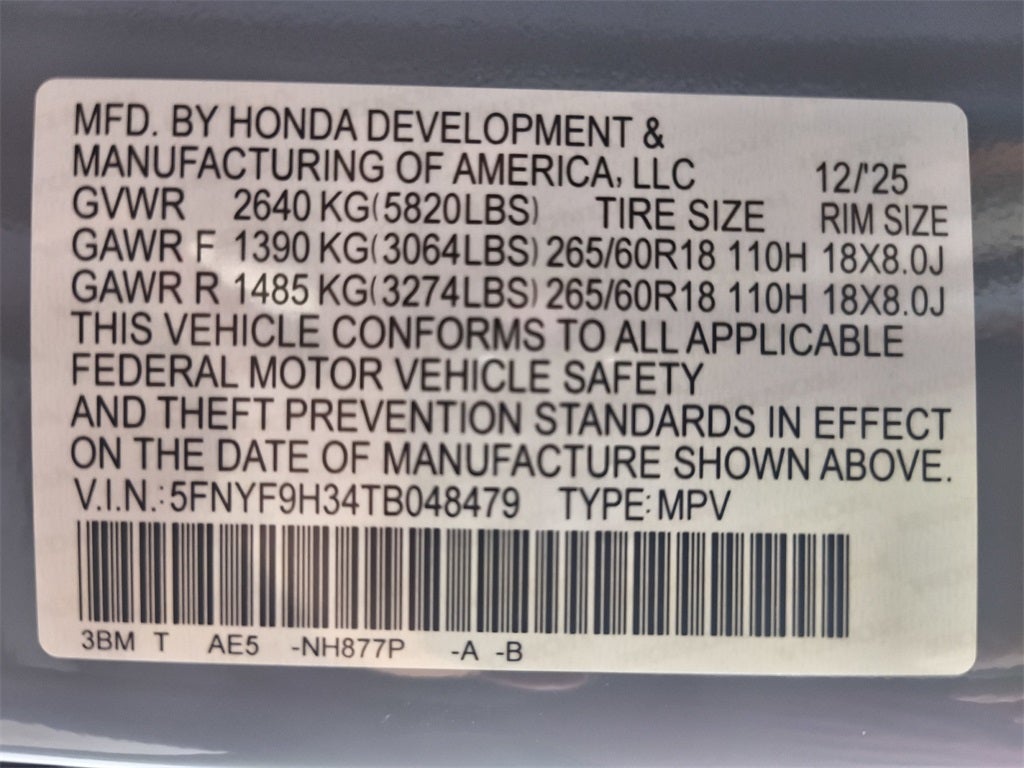 MFD. BY HONDA DEVELOPMENT &
MANUFACTURING OF AMERICA, LLC 12/'25
GVWR 2640 KG(5820LBS) TIRE SIZE RIM SIZE
GAWR F 1390 KG(3064LBS) 265/60R18 110H 18X8.0J
GAWR R 1485 KG(3274LBS) 265/60R18 110H 18X8.0J
THIS VEHICLE CONFORMS TO ALL APPLICABLE
FEDERAL MOTOR VEHICLE SAFETY
AND THEFT PREVENTION STANDARDS IN EFFECT
ON THE DATE OF MANUFACTURE SHOWN ABOVE.
V.I.N.:5FNYF9H34TB048479 TYPE:MPV
3BM T AE5 -NH877P -A -B